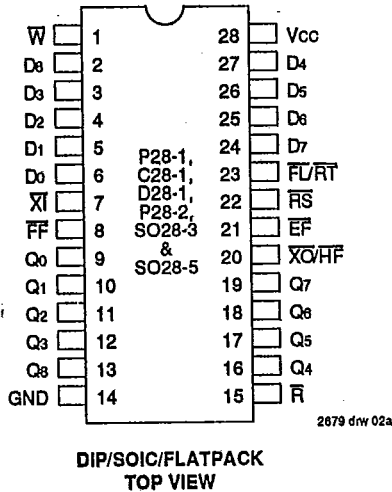 W̅ 1 28 Vcc
D8 2 27 D4
D3 3 26 D5
D2 4 25 D6
D1 5 24 D7
D0 6 23 F̅L̅/R̅T̅
X̅I̅ 7 22 R̅S̅
F̅F̅ 8 21 E̅F̅
Q0 9 20 X̅O̅/H̅F̅
Q1 10 19 Q7
Q2 11 18 Q6
Q3 12 17 Q5
Q8 13 16 Q4
GND 14 15 R̅
P28-1,
C28-1,
D28-1,
P28-2,
SO28-3
&
SO28-5
2679 drw 02a
DIP/SOIC/FLATPACK
TOP VIEW